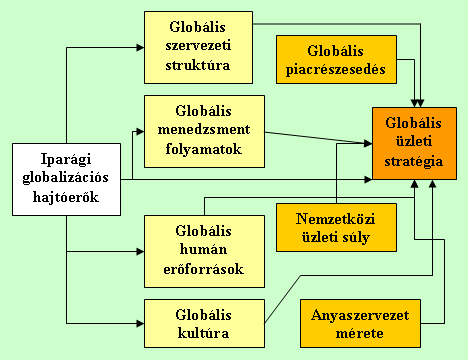 Globális
szervezeti
struktúra
Globális
piacrészesedés
Globális
menedzsment
folyamatok
Globális
üzleti
stratégia
Iparági
globalizációs
hajtóerők
Globális
humán
erőforrások
Nemzetközi
üzleti súly
Globális
kultúra
Anyaszervezet
mérete